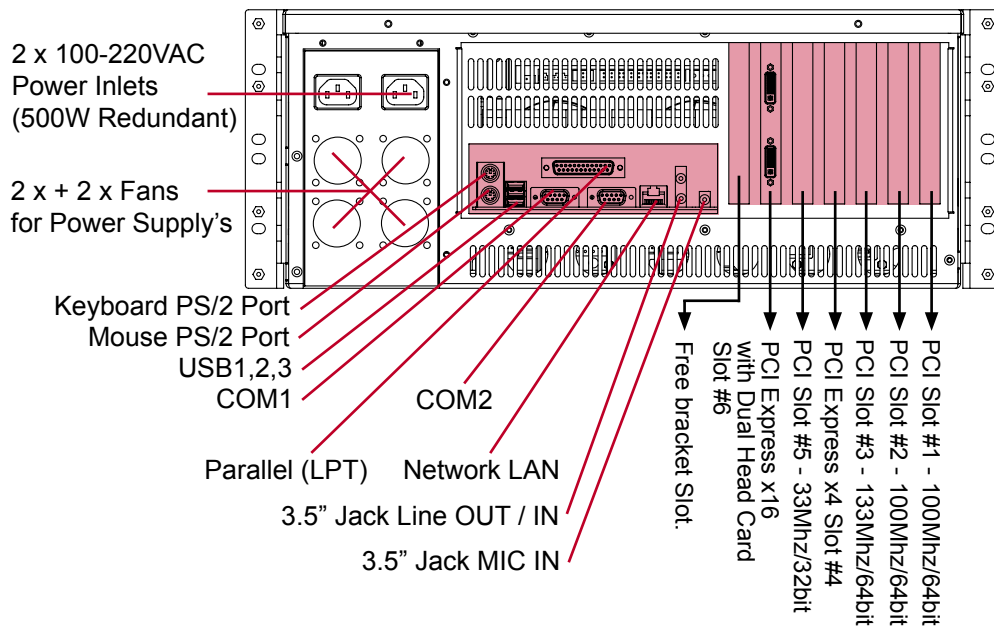 2 x 100-220VAC
Power Inlets
(500W Redundant)
2 x + 2 x Fans
for Power Supply's
Keyboard PS/2 Port
Mouse PS/2 Port
USB1,2,3
COM1
COM2
Parallel (LPT)
Network LAN
3.5” Jack Line OUT / IN
3.5” Jack MIC IN
Free bracket Slot.
PCI Express x16
with Dual Head Card
Slot #6
PCI Slot #5 - 33Mhz/32bit
PCI Express x4 Slot #4
PCI Slot #3 - 133Mhz/64bit
PCI Slot #2 - 100Mhz/64bit
PCI Slot #1 - 100Mhz/64bit